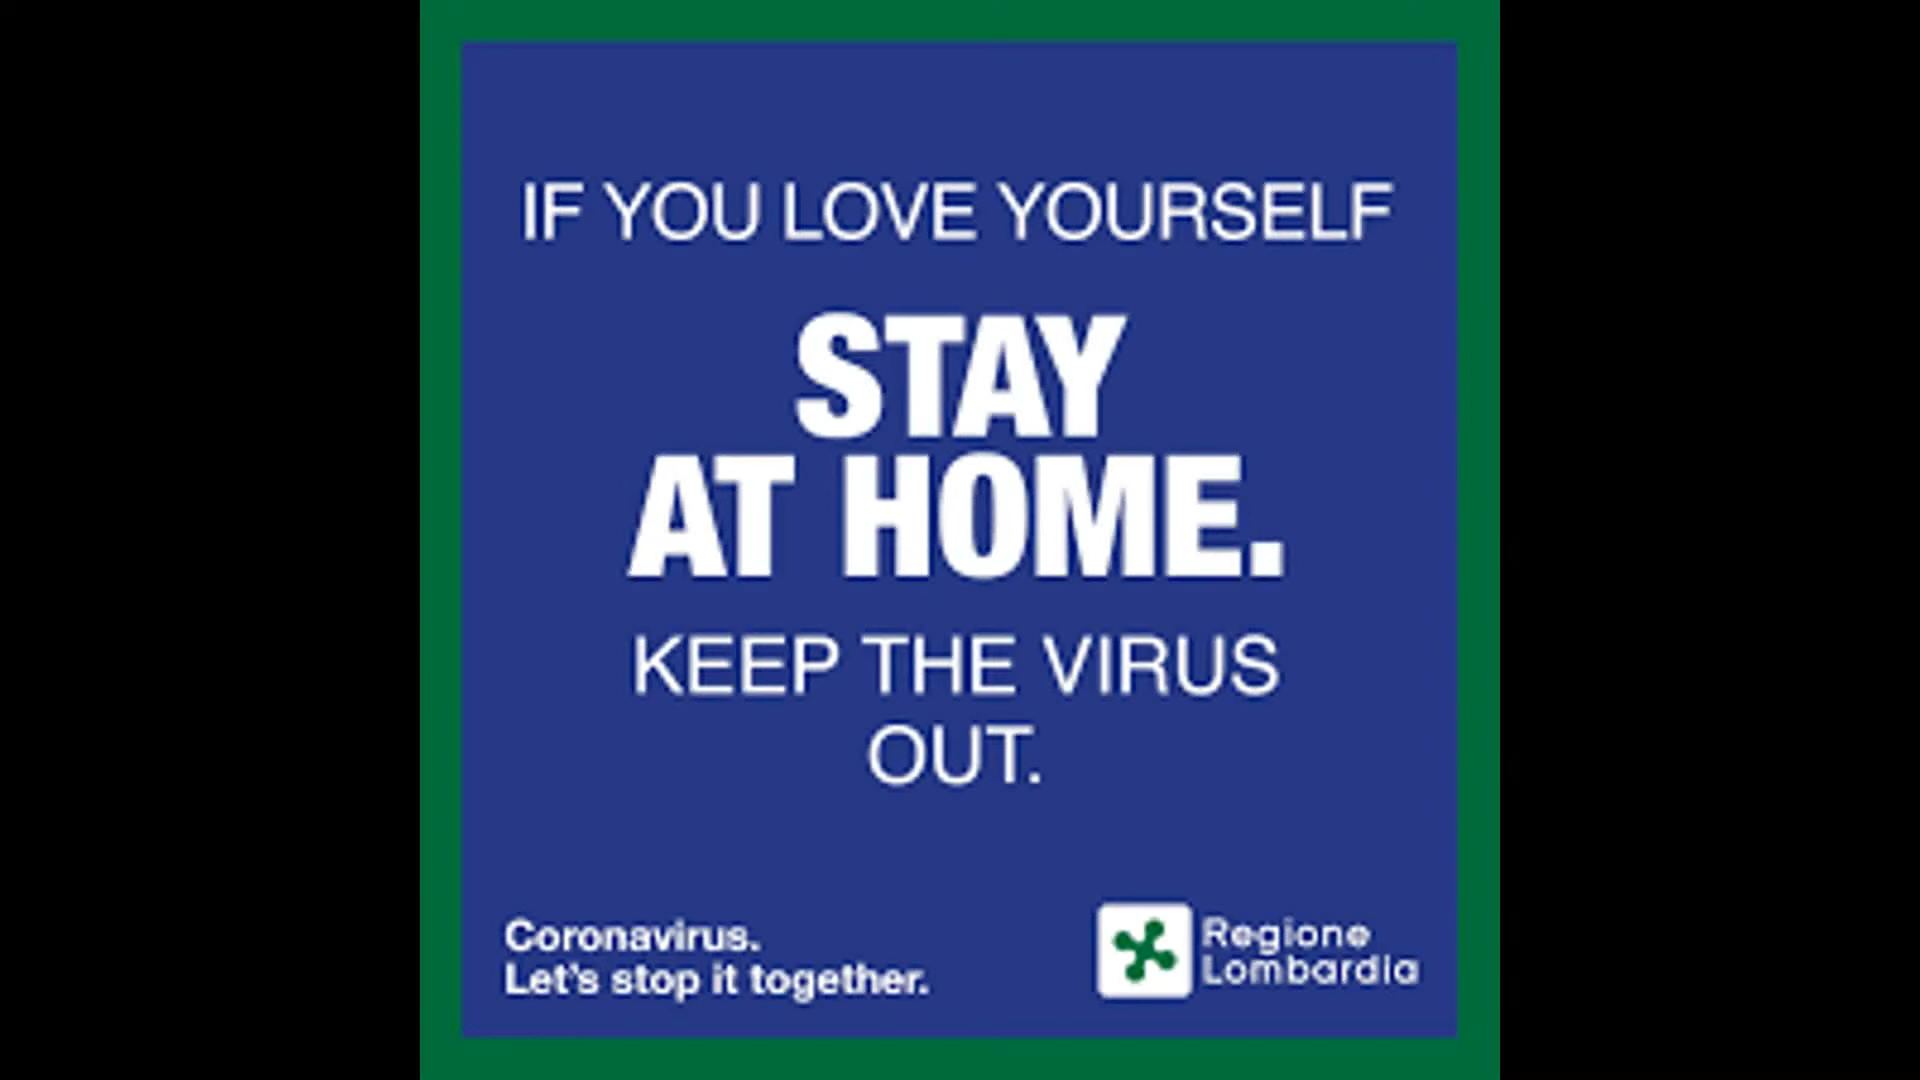 IF YOU LOVE YOURSELF
STAY
AT HOME.
KEEP THE VIRUS
OUT.
Coronavirus.
Let's stop it together.
Regione
Lombardia